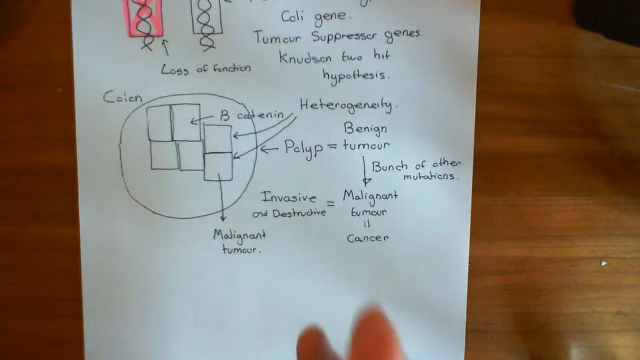 Coli gene.
Tumour Suppressor genes.
Knudson two hit
hypothesis.
Loss of function
Colon
B catenin
Heterogeneity.
Polyp = Benign
tumour
Bunch of other
mutations.
Invasive
and Destructive
= Malignant
tumour
=
Cancer
Malignant
tumour.